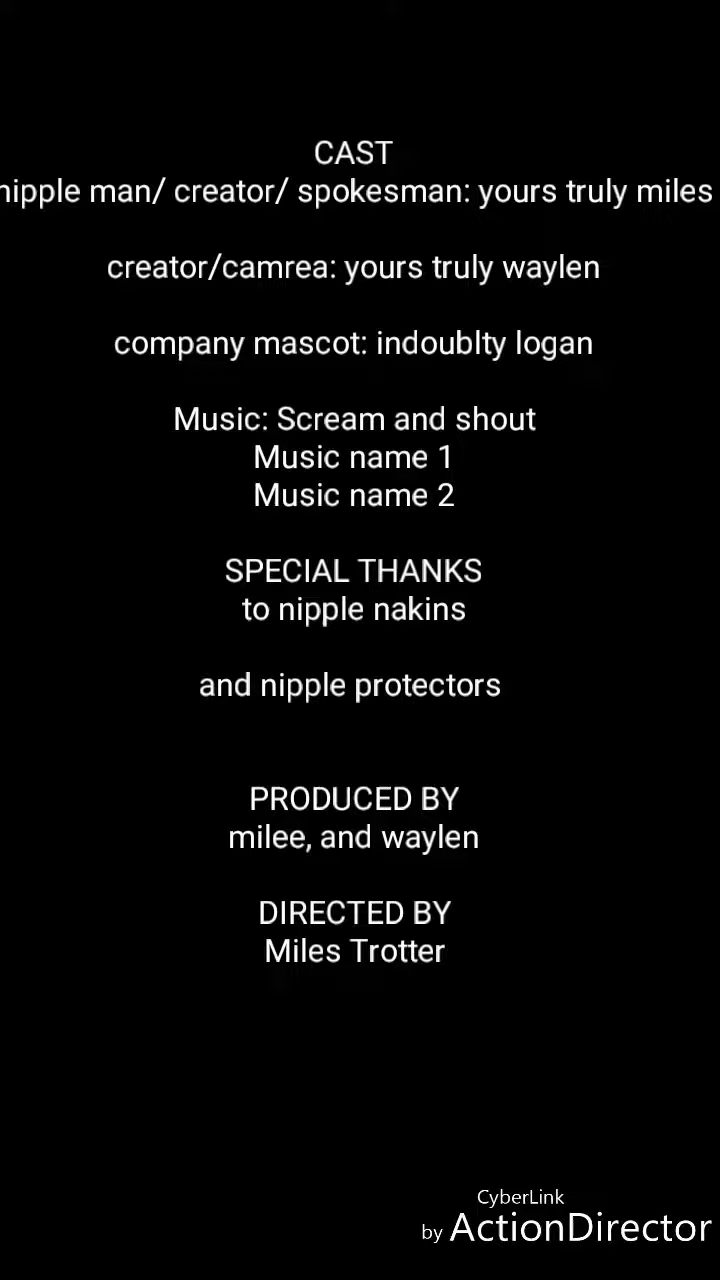 CAST
nipple man/ creator/ spokesman: yours truly miles
creator/camrea: yours truly waylen
company mascot: indoublty logan
Music: Scream and shout
Music name 1
Music name 2
SPECIAL THANKS
to nipple nakins
and nipple protectors
PRODUCED BY
milee, and waylen
DIRECTED BY
Miles Trotter
CyberLink
by ActionDirector